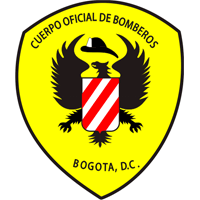 CUERPO OFICIAL DE BOMBEROS
BOGOTA, D.C.